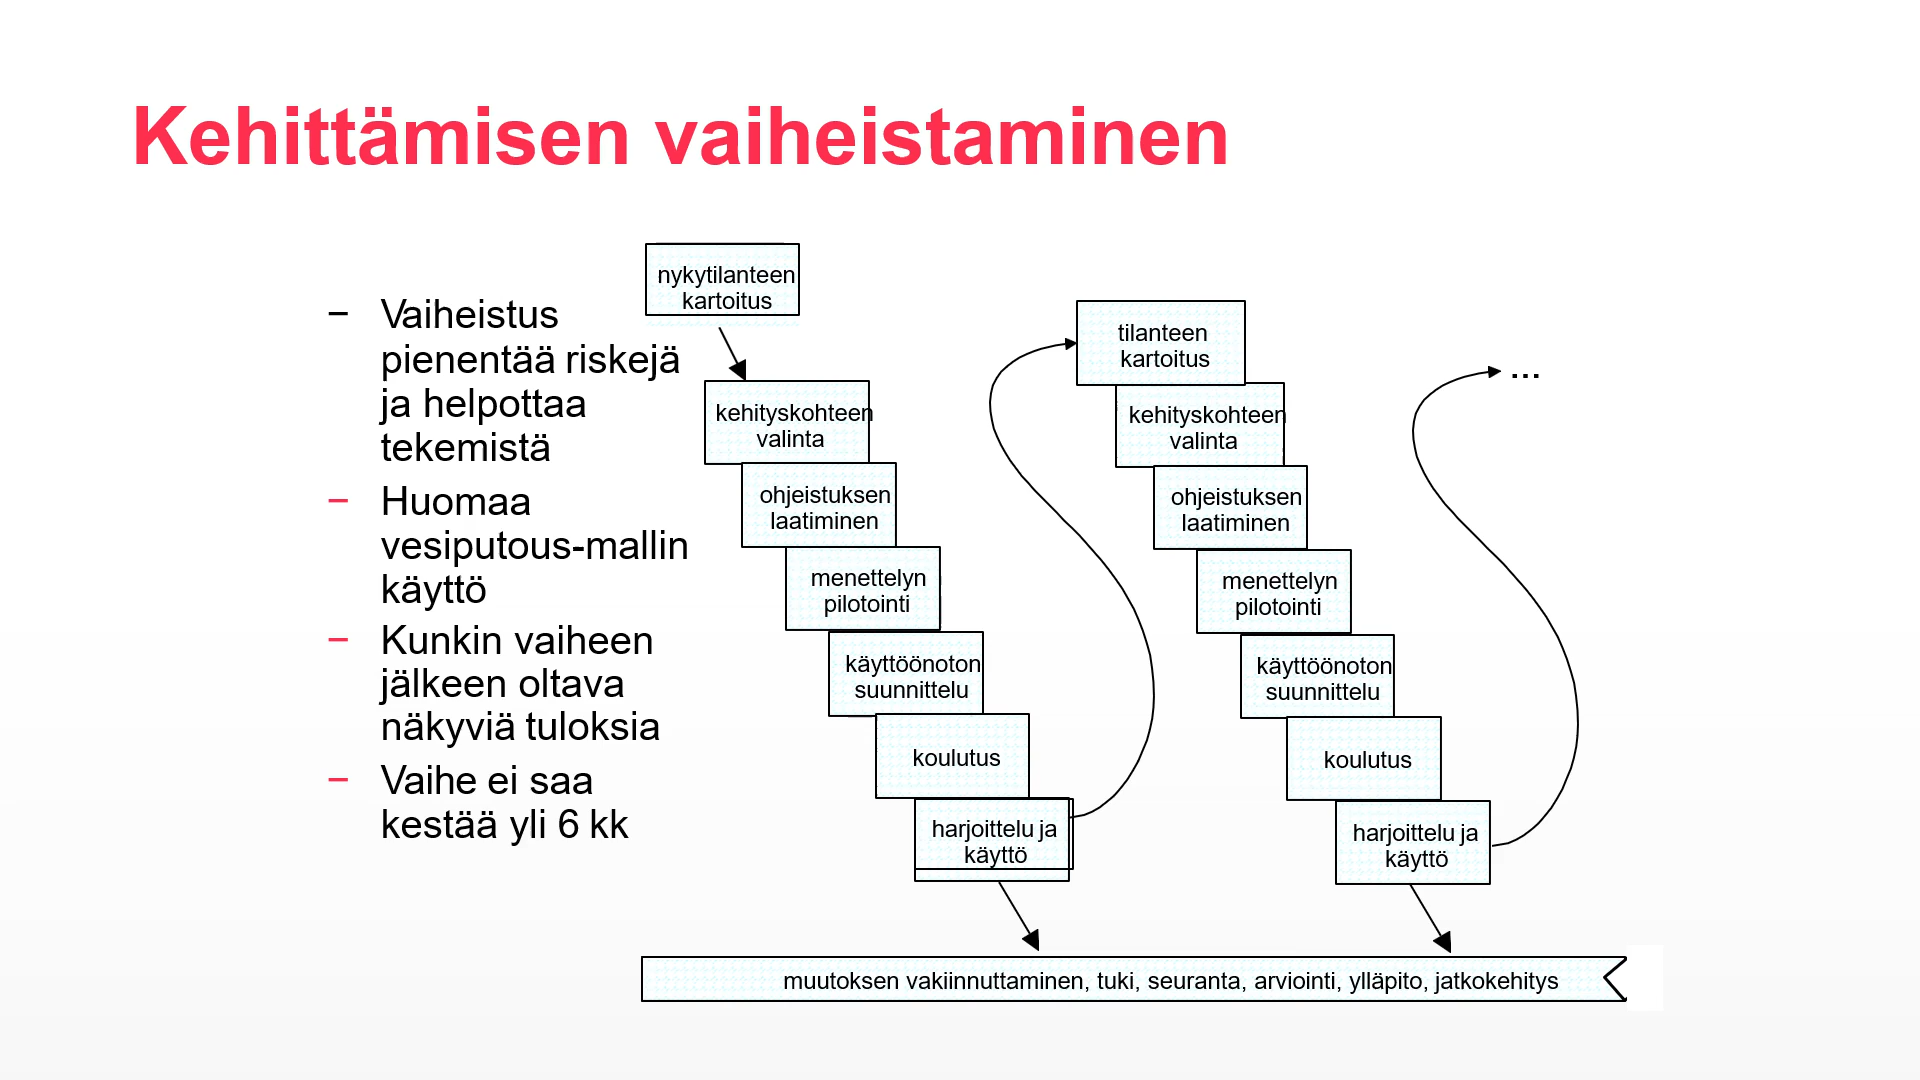 Kehittämisen vaiheistaminen
– Vaiheistus
pienentää riskejä
ja helpottaa
tekemistä
– Huomaa
vesiputous-mallin
käyttö
– Kunkin vaiheen
jälkeen oltava
näkyviä tuloksia
– Vaihe ei saa
kestää yli 6 kk
nykytilanteen
kartoitus
kehityskohteen
valinta
ohjeistuksen
laatiminen
menettelyn
pilotointi
käyttöönoton
suunnittelu
koulutus
harjoittelu ja
käyttö
tilanteen
kartoitus
kehityskohteen
valinta
ohjeistuksen
laatiminen
menettelyn
pilotointi
käyttöönoton
suunnittelu
koulutus
harjoittelu ja
käyttö
...
muutoksen vakiinnuttaminen, tuki, seuranta, arviointi, ylläpito, jatkokehitys